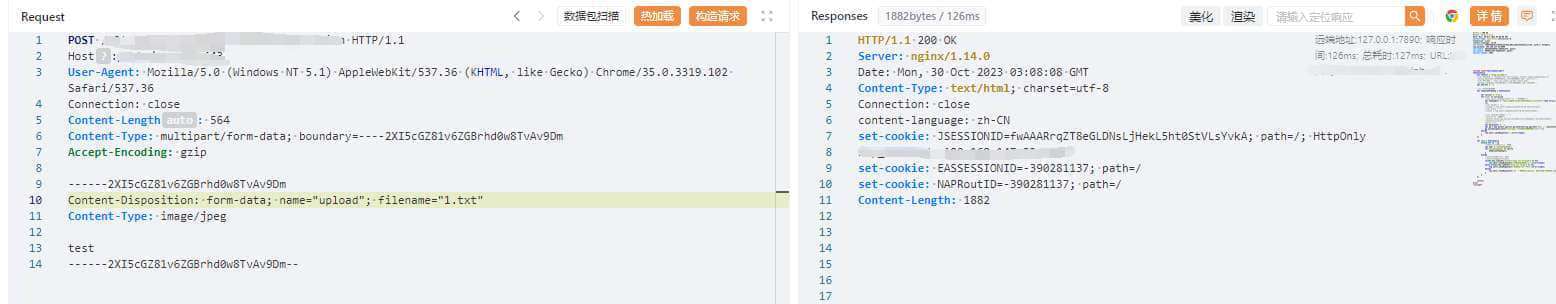 Request
数据包扫描
热加载
构造请求
1 POST HTTP/1.1
2 Host ?
3 User-Agent: Mozilla/5.0 (Windows NT 5.1) AppleWebKit/537.36 (KHTML, like Gecko) Chrome/35.0.3319.102
Safari/537.36
4 Connection: close
5 Content-Length auto : 564
6 Content-Type: multipart/form-data; boundary=----2XI5cGZ81v6ZGBrhd0w8TvAv9Dm
7 Accept-Encoding: gzip
8
9 ------2XI5cGZ81v6ZGBrhd0w8TvAv9Dm
10 Content-Disposition: form-data; name="upload"; filename="1.txt"
11 Content-Type: image/jpeg
12
13 test
14 ------2XI5cGZ81v6ZGBrhd0w8TvAv9Dm--
Responses 1882bytes / 126ms
美化
渲染
请输入定位响应
详情
远端地址:127.0.0.1:7890; 响应时
间:126ms; 总耗时:127ms; URL:
1 HTTP/1.1 200 OK
2 Server: nginx/1.14.0
3 Date: Mon, 30 Oct 2023 03:08:08 GMT
4 Content-Type: text/html; charset=utf-8
5 Connection: close
6 content-language: zh-CN
7 set-cookie: JSESSIONID=fwAAARrqZT8eGLDNsLjHekL5ht0StVLsYvkA; path=/; HttpOnly
8
9 set-cookie: EASSESSIONID=-390281137; path=/
10 set-cookie: NAPRoutID=-390281137; path=/
11 Content-Length: 1882
12
13
14
15
16
17